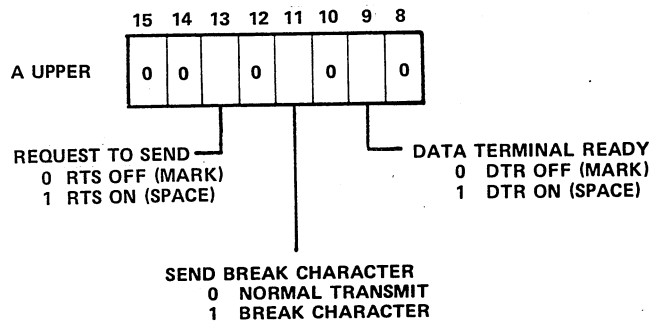 15 14 13 12 11 10 9 8
A UPPER 0 0 0 0 0
REQUEST TO SEND
0 RTS OFF (MARK)
1 RTS ON (SPACE)
DATA TERMINAL READY
0 DTR OFF (MARK)
1 DTR ON (SPACE)
SEND BREAK CHARACTER
0 NORMAL TRANSMIT
1 BREAK CHARACTER